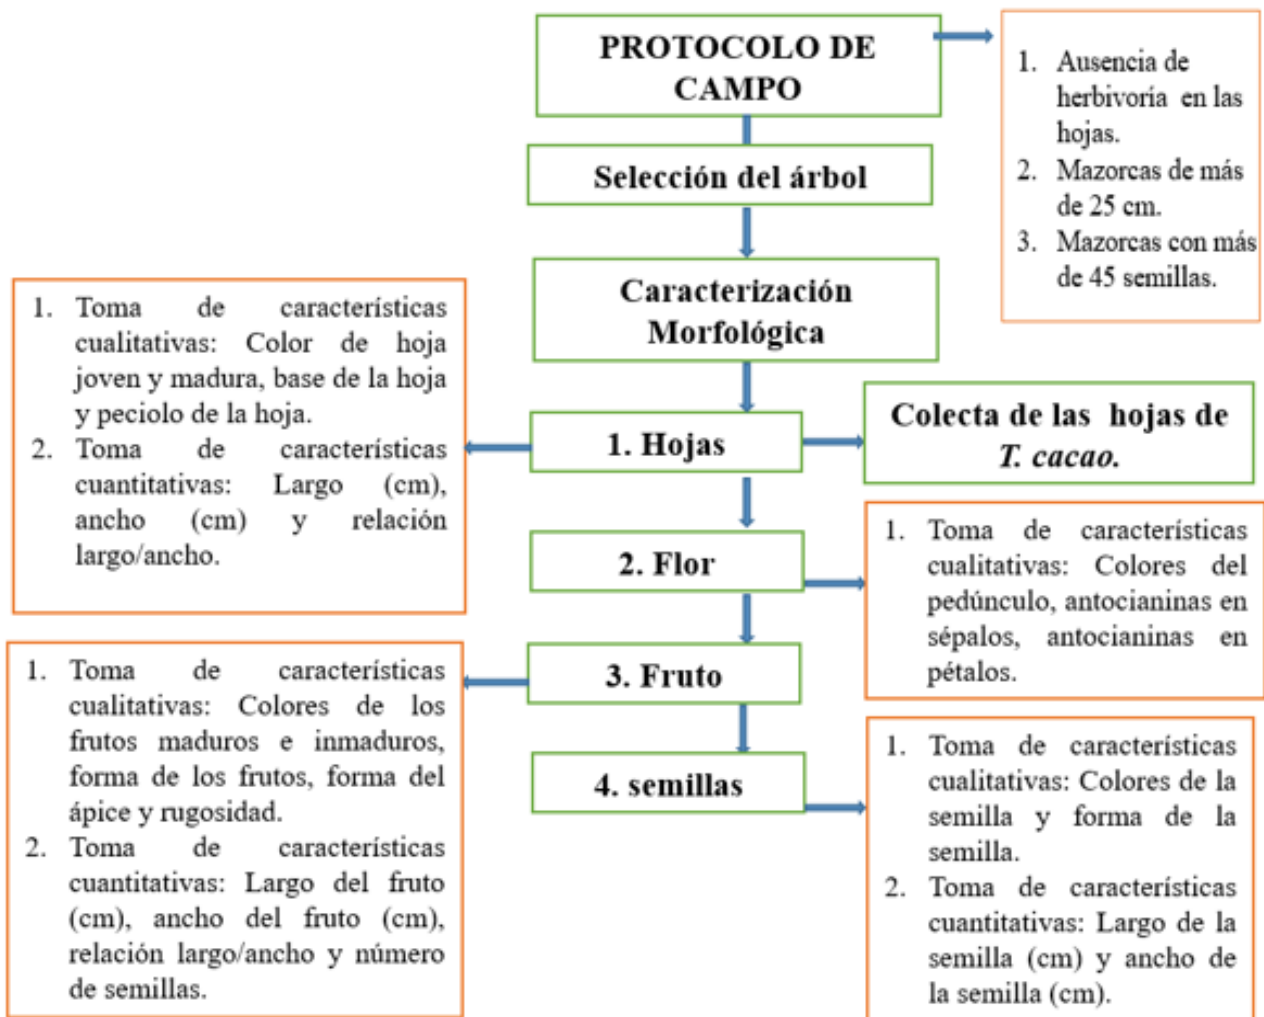 PROTOCOLO DE
CAMPO
1. Ausencia de
herbivoría en las
hojas.
2. Mazorcas de más
de 25 cm.
3. Mazorcas con más
de 45 semillas.
Selección del árbol
Caracterización
Morfológica
1. Toma de características
cualitativas: Color de hoja
joven y madura, base de la hoja
y peciolo de la hoja.
2. Toma de características
cuantitativas: Largo (cm),
ancho (cm) y relación
largo/ancho.
1. Hojas
Colecta de las hojas de
T. cacao.
2. Flor
1. Toma de características
cualitativas: Colores del
pedúnculo, antocianinas en
sépalos, antocianinas en
pétalos.
3. Fruto
1. Toma de características
cualitativas: Colores de los
frutos maduros e inmaduros,
forma de los frutos, forma del
ápice y rugosidad.
2. Toma de características
cuantitativas: Largo del fruto
(cm), ancho del fruto (cm),
relación largo/ancho y número
de semillas.
4. semillas
1. Toma de características
cualitativas: Colores de la
semilla y forma de la
semilla.
2. Toma de características
cuantitativas: Largo de la
semilla (cm) y ancho de
la semilla (cm).